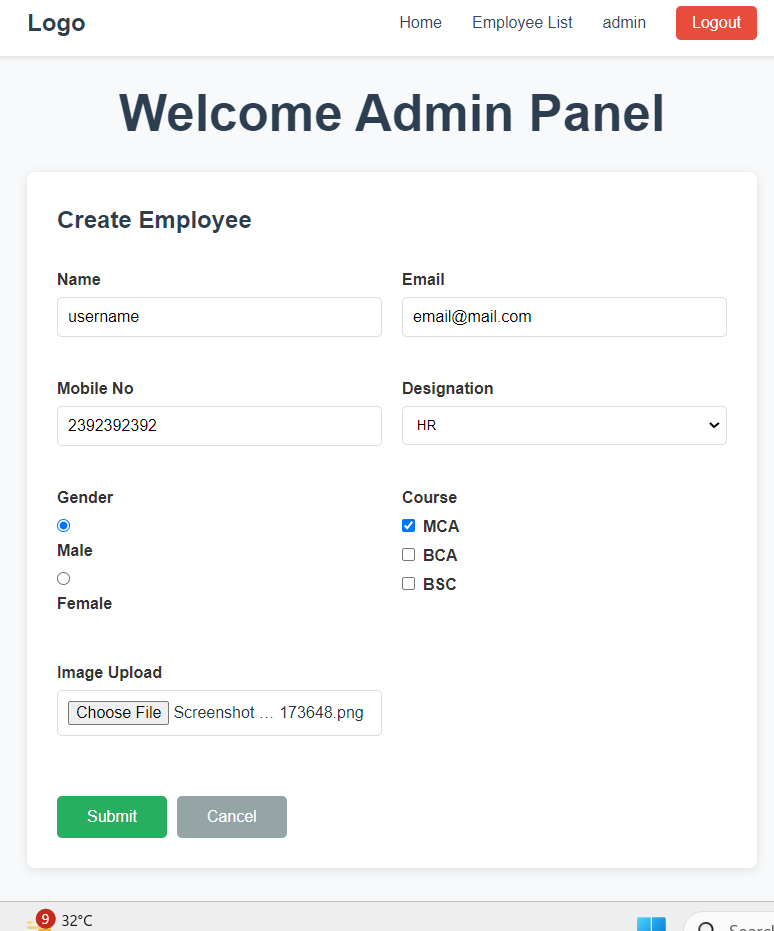 Logo Home Employee List admin Logout
Welcome Admin Panel
Create Employee
Name Email
username email@mail.com
Mobile No Designation
2392392392 HR
Gender Course
MCA
Male
BCA
Female
BSC
Image Upload
Choose File Screenshot ... 173648.png
Submit Cancel
9 32°C